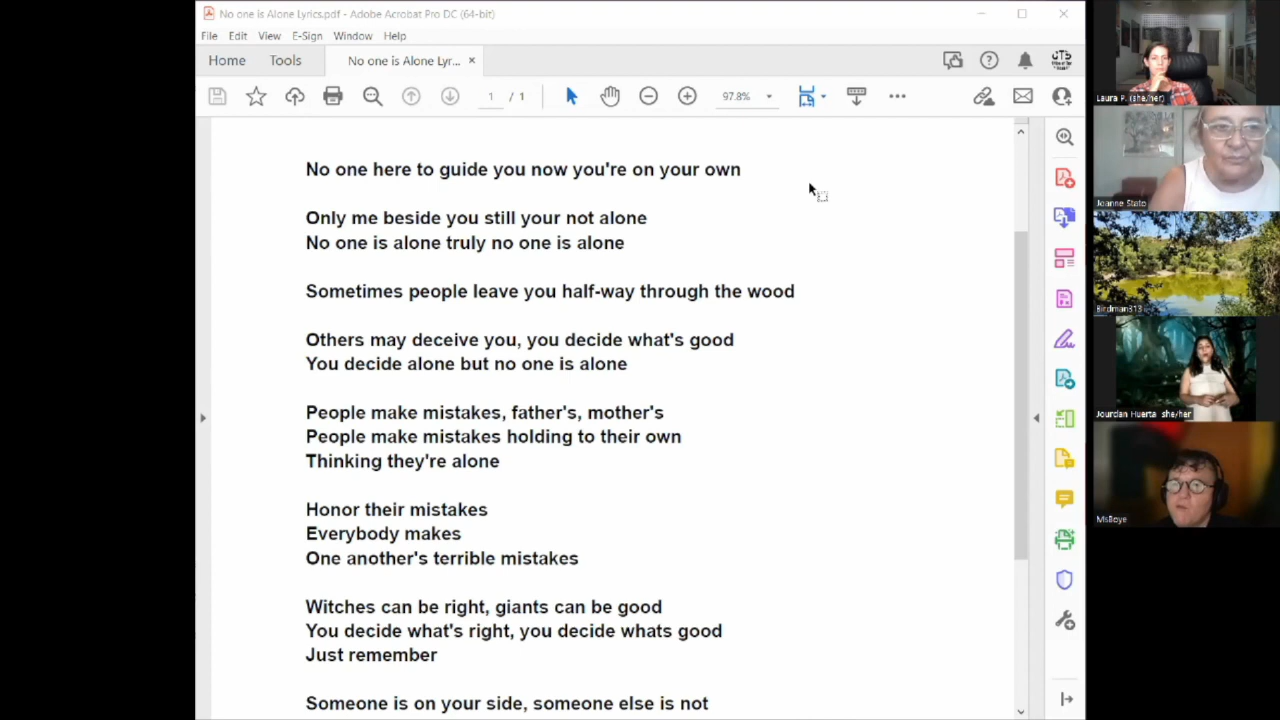 No one is Alone Lyrics.pdf - Adobe Acrobat Pro DC (64-bit)
File Edit View E-Sign Window Help
Home Tools No one is Alone Lyr... ×
1 / 1 97.8%
No one here to guide you now you're on your own
Only me beside you still your not alone
No one is alone truly no one is alone
Sometimes people leave you half-way through the wood
Others may deceive you, you decide what's good
You decide alone but no one is alone
People make mistakes, father's, mother's
People make mistakes holding to their own
Thinking they're alone
Honor their mistakes
Everybody makes
One another's terrible mistakes
Witches can be right, giants can be good
You decide what's right, you decide whats good
Just remember
Someone is on your side, someone else is not
Laura P. (she/her)
Joanne Stato
Birdman313
Jourdan Huerta she/her
MsBoye